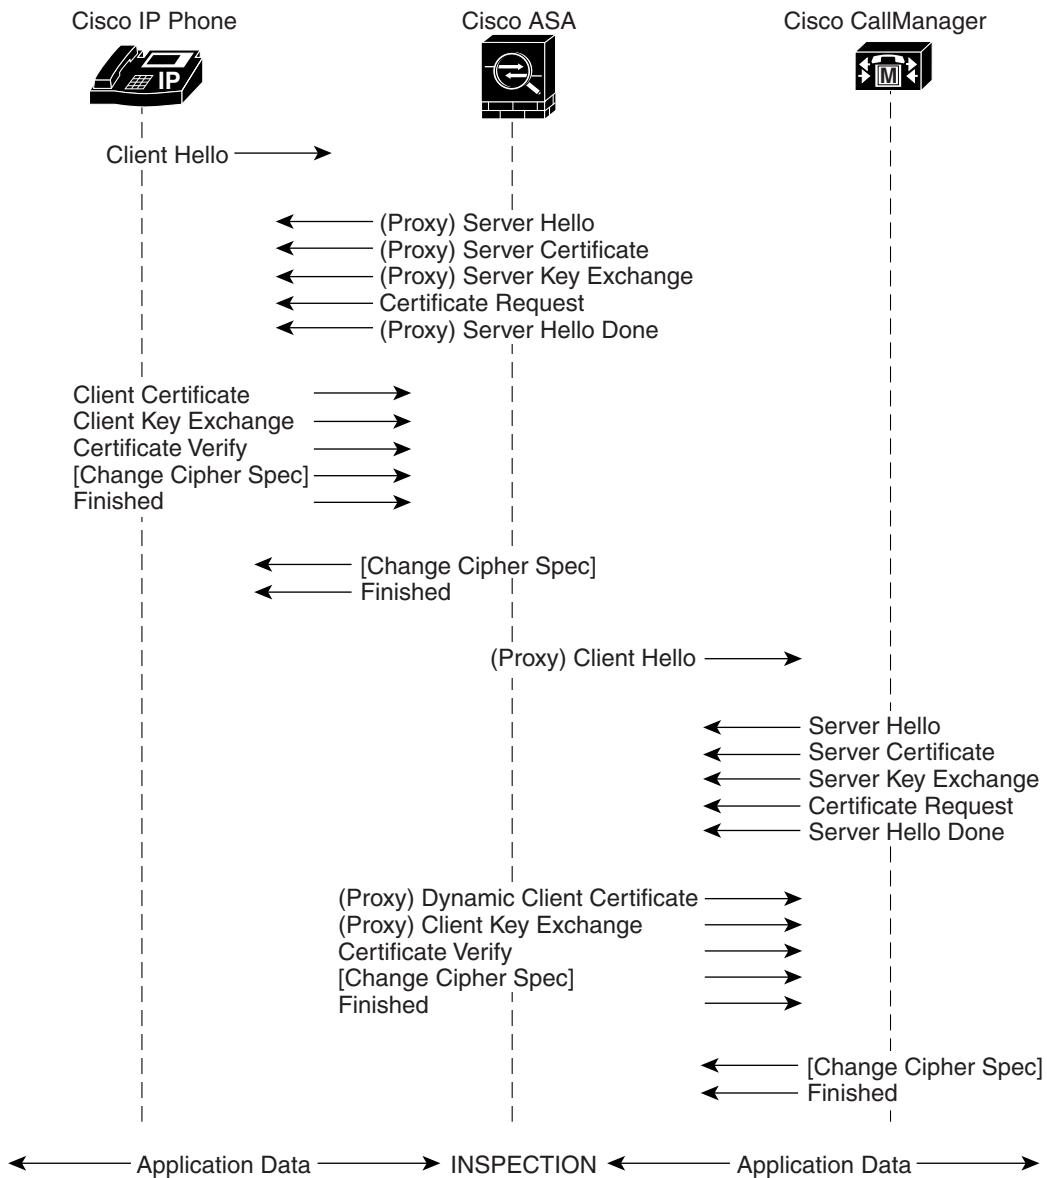 Cisco IP Phone
Cisco ASA
Cisco CallManager
IP
M
Client Hello
(Proxy) Server Hello
(Proxy) Server Certificate
(Proxy) Server Key Exchange
Certificate Request
(Proxy) Server Hello Done
Client Certificate
Client Key Exchange
Certificate Verify
[Change Cipher Spec]
Finished
[Change Cipher Spec]
Finished
(Proxy) Client Hello
Server Hello
Server Certificate
Server Key Exchange
Certificate Request
Server Hello Done
(Proxy) Dynamic Client Certificate
(Proxy) Client Key Exchange
Certificate Verify
[Change Cipher Spec]
Finished
[Change Cipher Spec]
Finished
Application Data
INSPECTION
Application Data